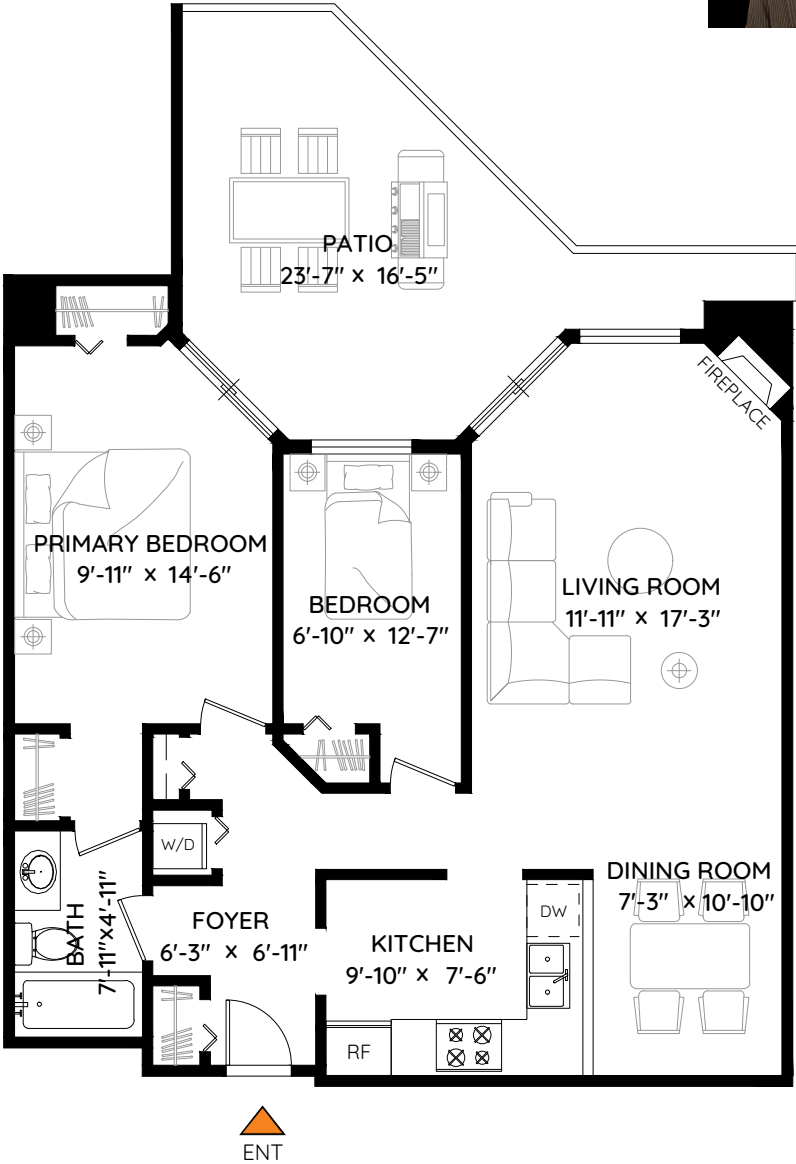 PATIO
23'-7" x 16'-5"
FIREPLACE
PRIMARY BEDROOM
9'-11" x 14'-6"
BEDROOM
6'-10" x 12'-7"
LIVING ROOM
11'-11" x 17'-3"
W/D
BATH
7'-11"x4'-11"
FOYER
6'-3" x 6'-11"
KITCHEN
9'-10" x 7'-6"
DW
DINING ROOM
7'-3" x 10'-10"
RF
ENT